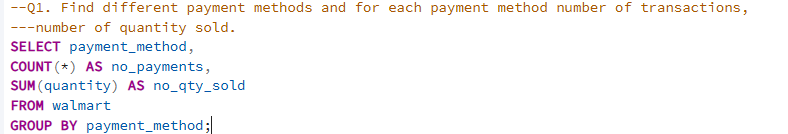 --Q1. Find different payment methods and for each payment method number of transactions,
---number of quantity sold.
SELECT payment_method,
COUNT(*) AS no_payments,
SUM(quantity) AS no_qty_sold
FROM walmart
GROUP BY payment_method;